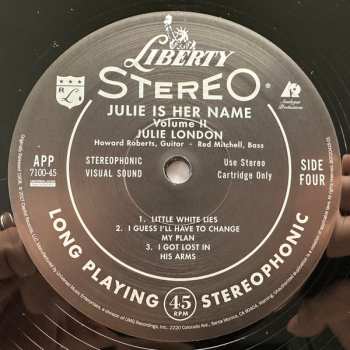 LIBERTY
STEREO
JULIE IS HER NAME
Volume II
JULIE LONDON
Howard Roberts, Guitar - Red Mitchell, Bass
APP
7100-45
STEREOPHONIC
VISUAL SOUND
Use Stereo
Cartridge Only
SIDE
FOUR
1. LITTLE WHITE LIES
2. I GUESS I'LL HAVE TO CHANGE
MY PLAN
3. I GOT LOST IN
HIS ARMS
LONG PLAYING
45
RPM
STEREOPHONIC